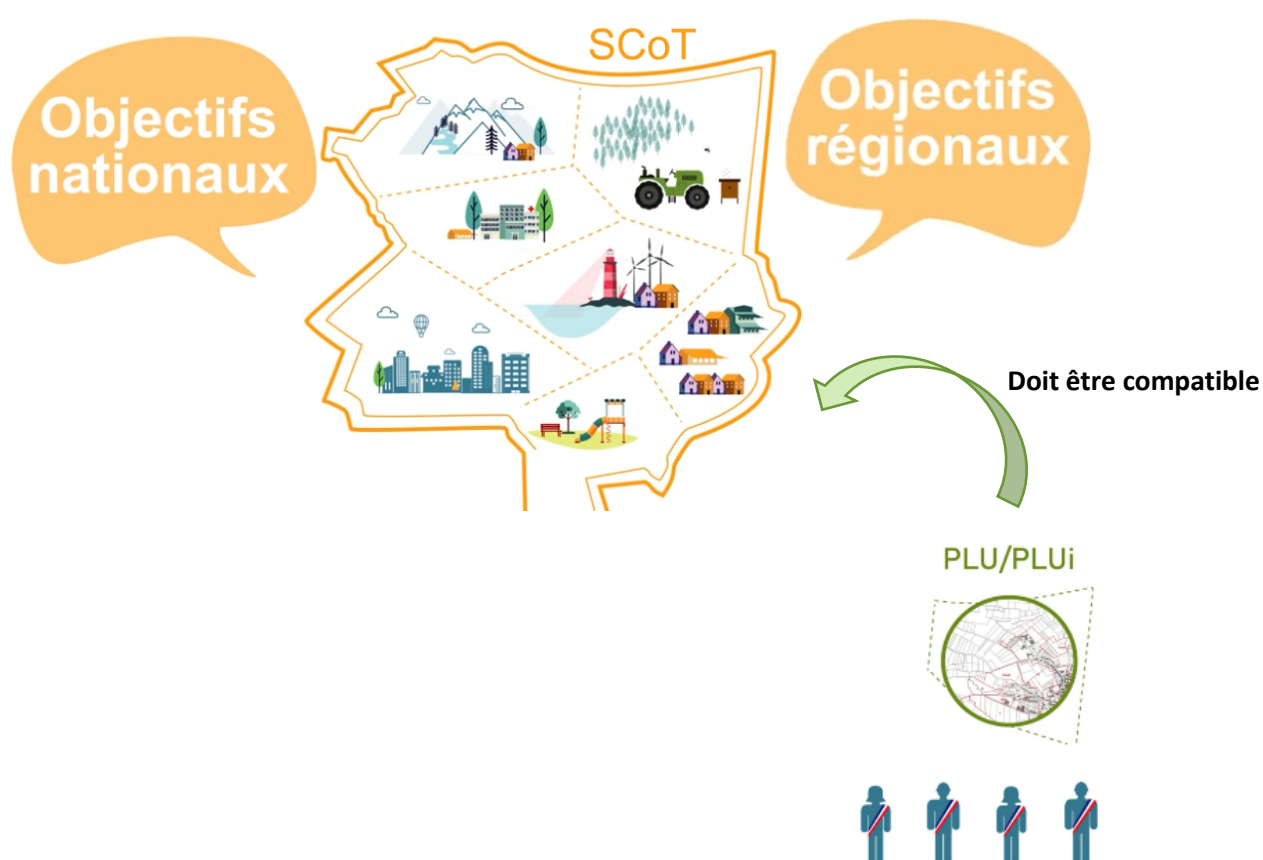 SCoT
Objectifs
nationaux
Objectifs
régionaux
Doit être compatible
PLU/PLUi